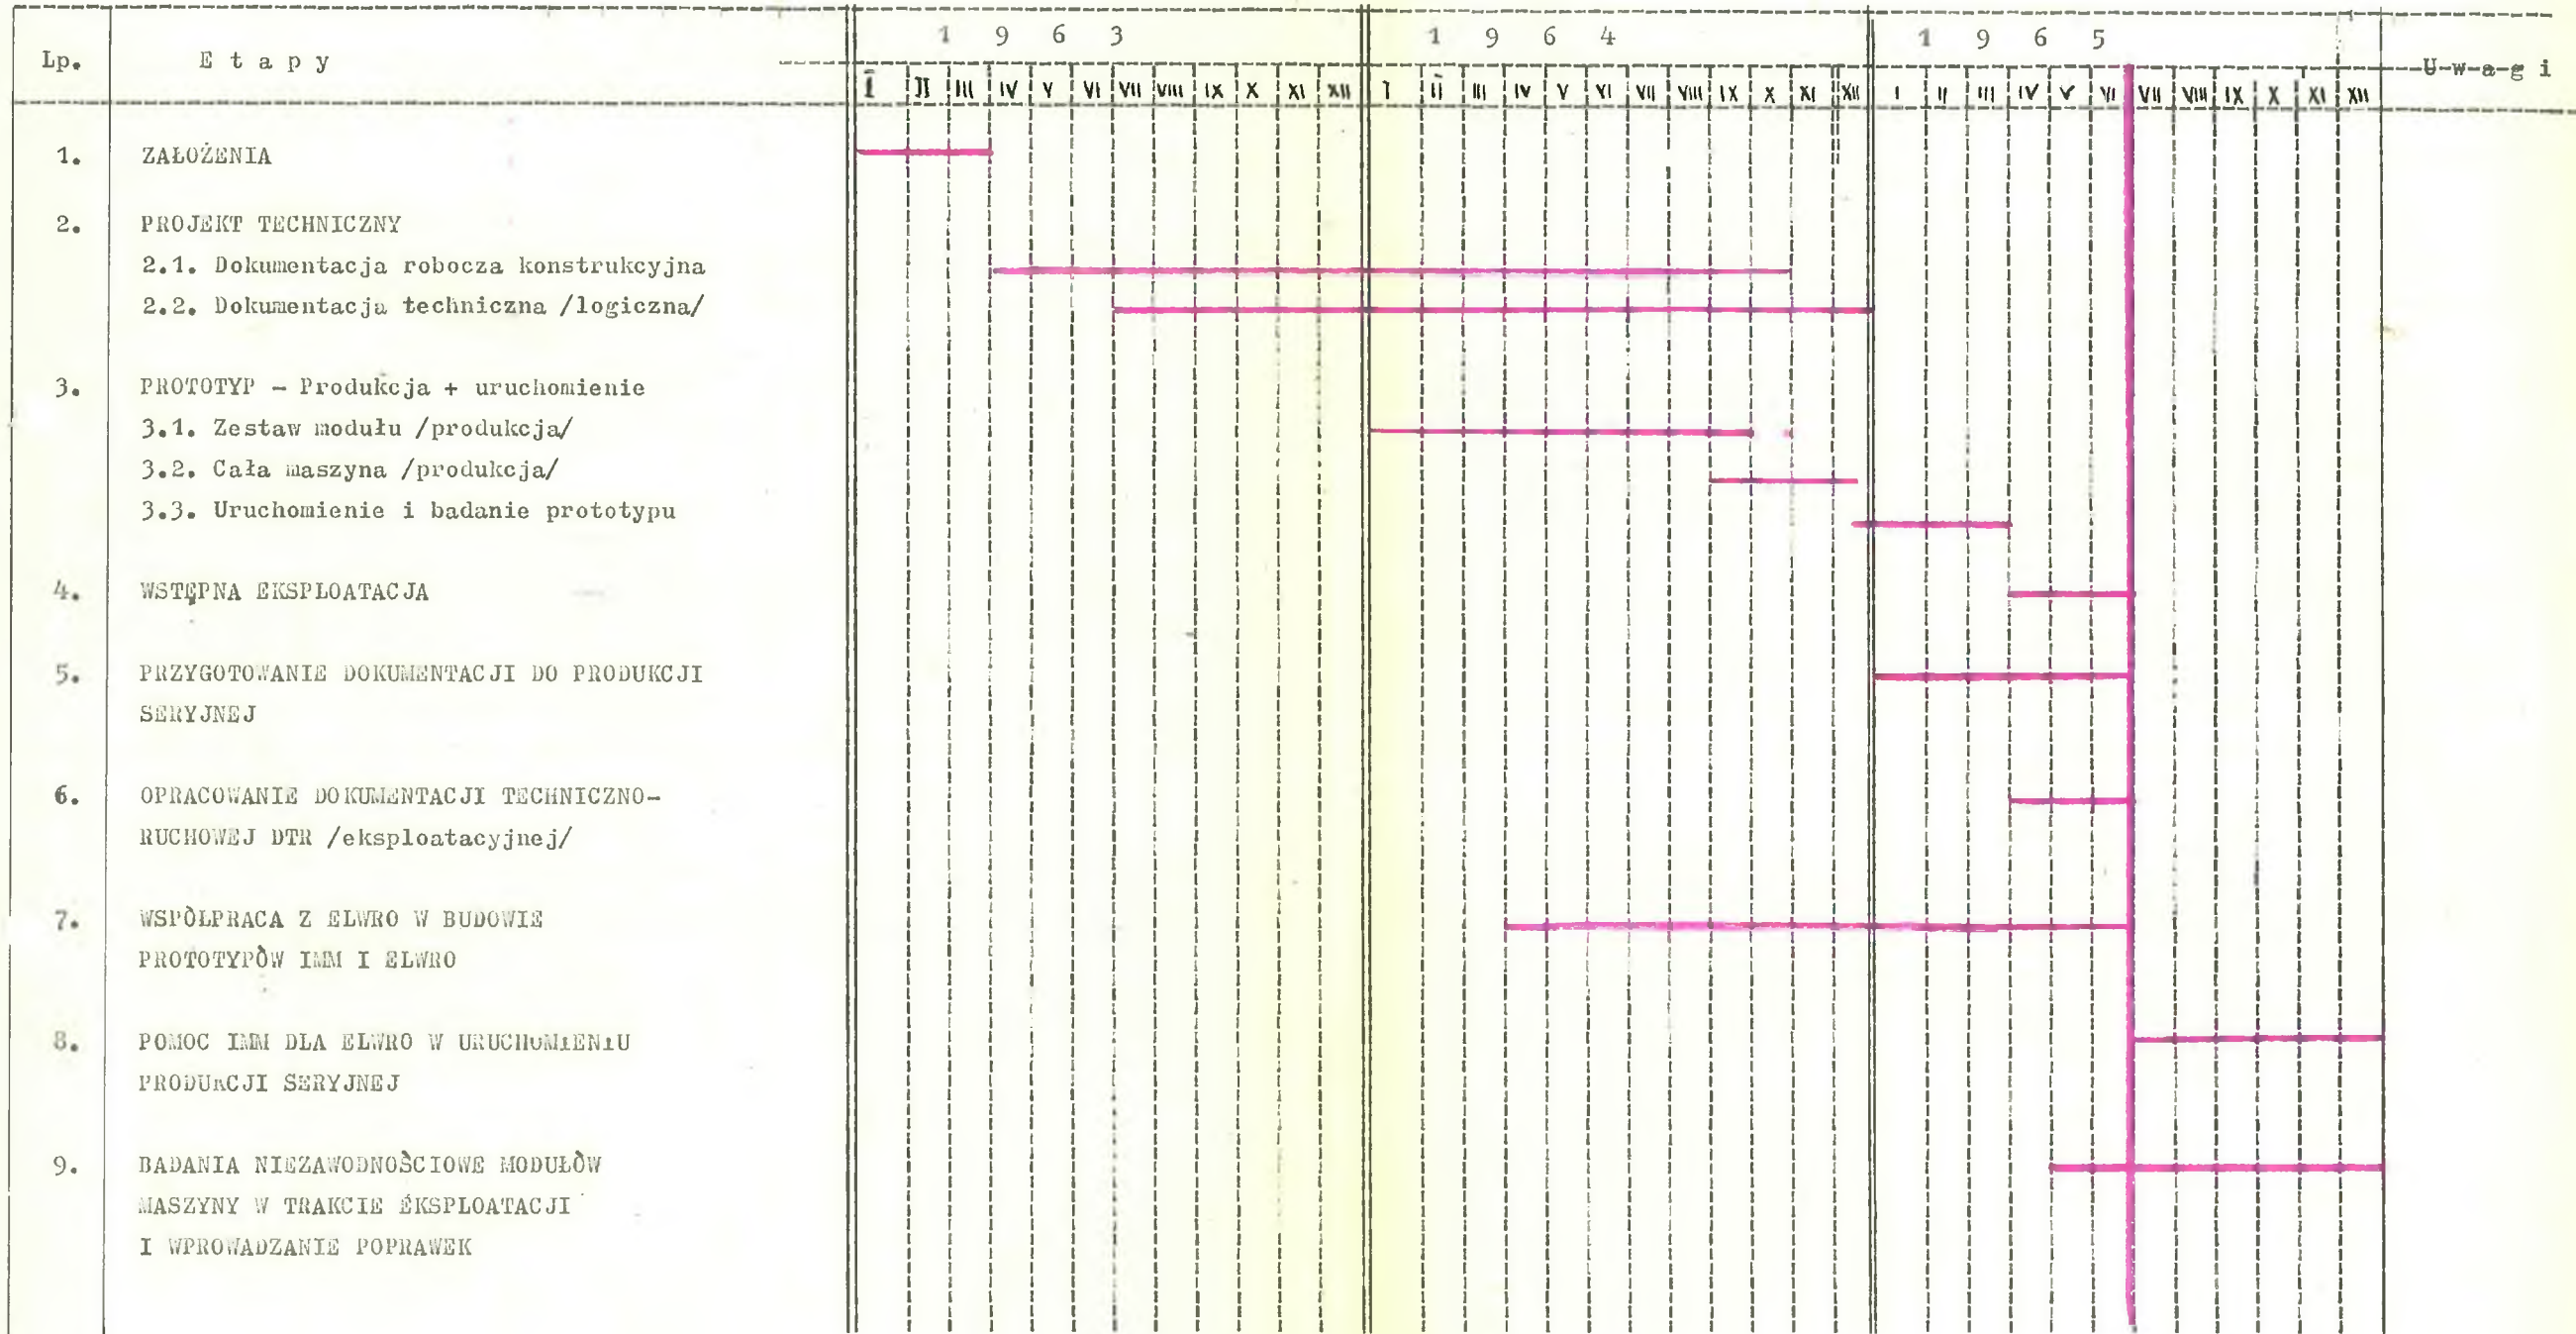 1 9 6 3 1 9 6 4 1 9 6 5
Lp. E t a p y U-w-a-g i
I II III IV V VI VII VIII IX X XI XII I II III IV V VI VII VIII IX X XI XII I II III IV V VI VII VIII IX X XI XII
1. ZAŁOŻENIA
2. PROJEKT TECHNICZNY
2.1. Dokumentacja robocza konstrukcyjna
2.2. Dokumentacja techniczna /logiczna/
3. PROTOTYP - Produkcja + uruchomienie
3.1. Zestaw modułu /produkcja/
3.2. Cała maszyna /produkcja/
3.3. Uruchomienie i badanie prototypu
4. WSTĘPNA EKSPLOATACJA
5. PRZYGOTOWANIE DOKUMENTACJI DO PRODUKCJI
SERYJNEJ
6. OPRACOWANIE DOKUMENTACJI TECHNICZNO-
RUCHOWEJ DTR /eksploatacyjnej/
7. WSPÓŁPRACA Z ELWRO W BUDOWIE
PROTOTYPÓW IMM I ELWRO
8. POMOC IMM DLA ELWRO W URUCHOMIENIU
PRODUKCJI SERYJNEJ
9. BADANIA NIEZAWODNOŚCIOWE MODUŁÓW
MASZYNY W TRAKCIE EKSPLOATACJI
I WPROWADZANIE POPRAWEK